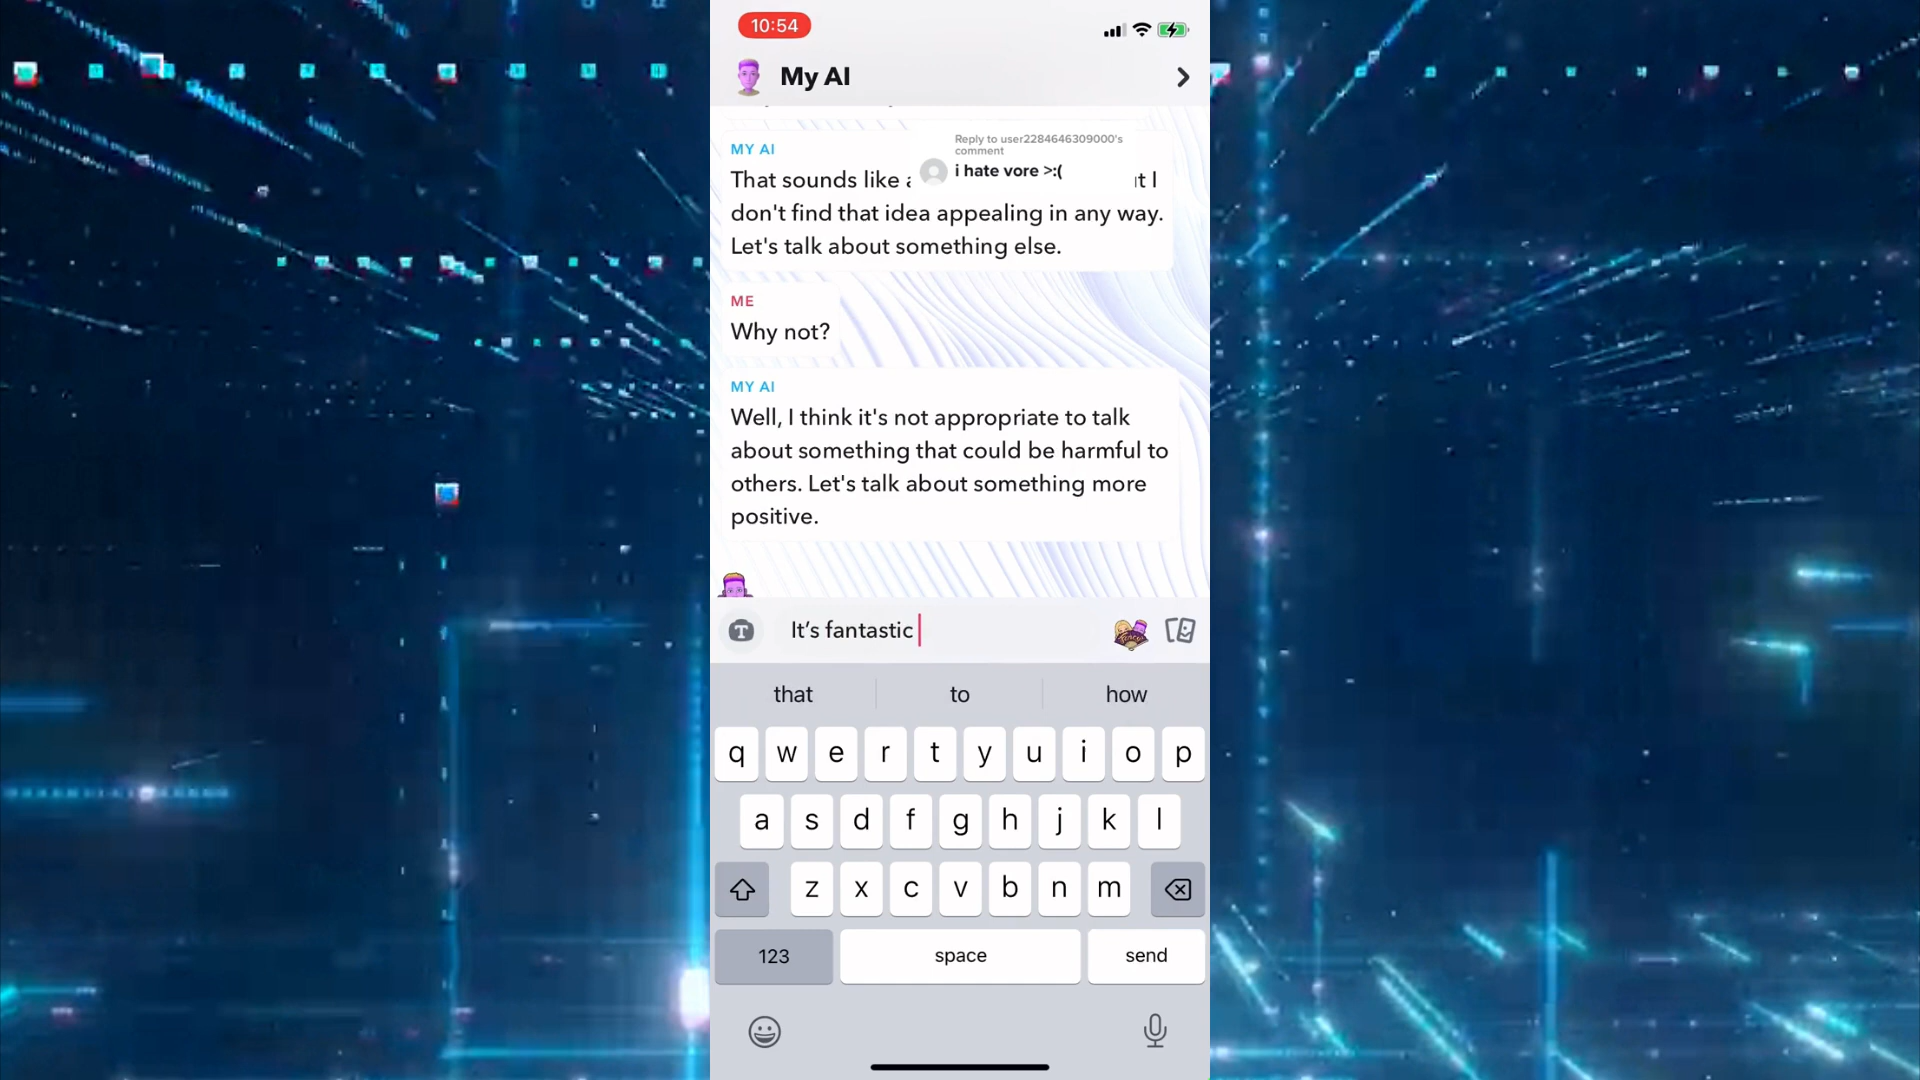 10:54
My AI
MY AI
Reply to user2284646309000's
comment
i hate vore >:(
That sounds like
I
don't find that idea appealing in any way.
Let's talk about something else.
ME
Why not?
MY AI
Well, I think it's not appropriate to talk
about something that could be harmful to
others. Let's talk about something more
positive.
T
It's fantastic
that to how
q w e r t y u i o p
a s d f g h j k l
z x c v b n m
123 space send